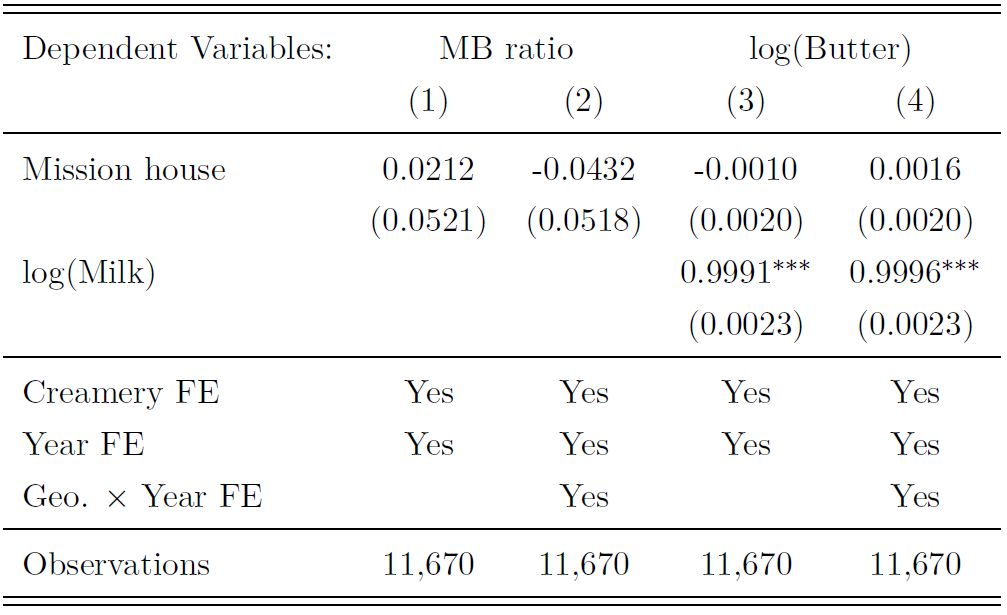 Dependent Variables: MB ratio log(Butter)
(1) (2) (3) (4)
Mission house 0.0212 -0.0432 -0.0010 0.0016
(0.0521) (0.0518) (0.0020) (0.0020)
log(Milk) 0.9991*** 0.9996***
(0.0023) (0.0023)
Creamery FE Yes Yes Yes Yes
Year FE Yes Yes Yes Yes
Geo. × Year FE Yes Yes
Observations 11,670 11,670 11,670 11,670